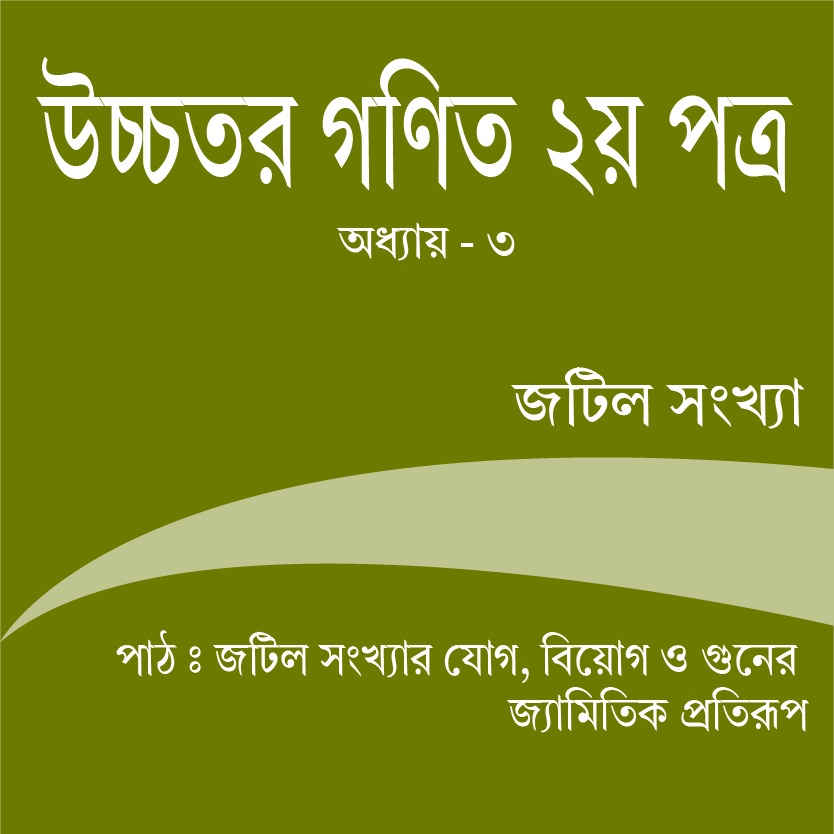 উচ্চতর গণিত ২য় পত্র
অধ্যায় - ৩
জটিল সংখ্যা
পাঠ ঃ জটিল সংখ্যার যোগ, বিয়োগ ও গুনের
জ্যামিতিক প্রতিরূপ